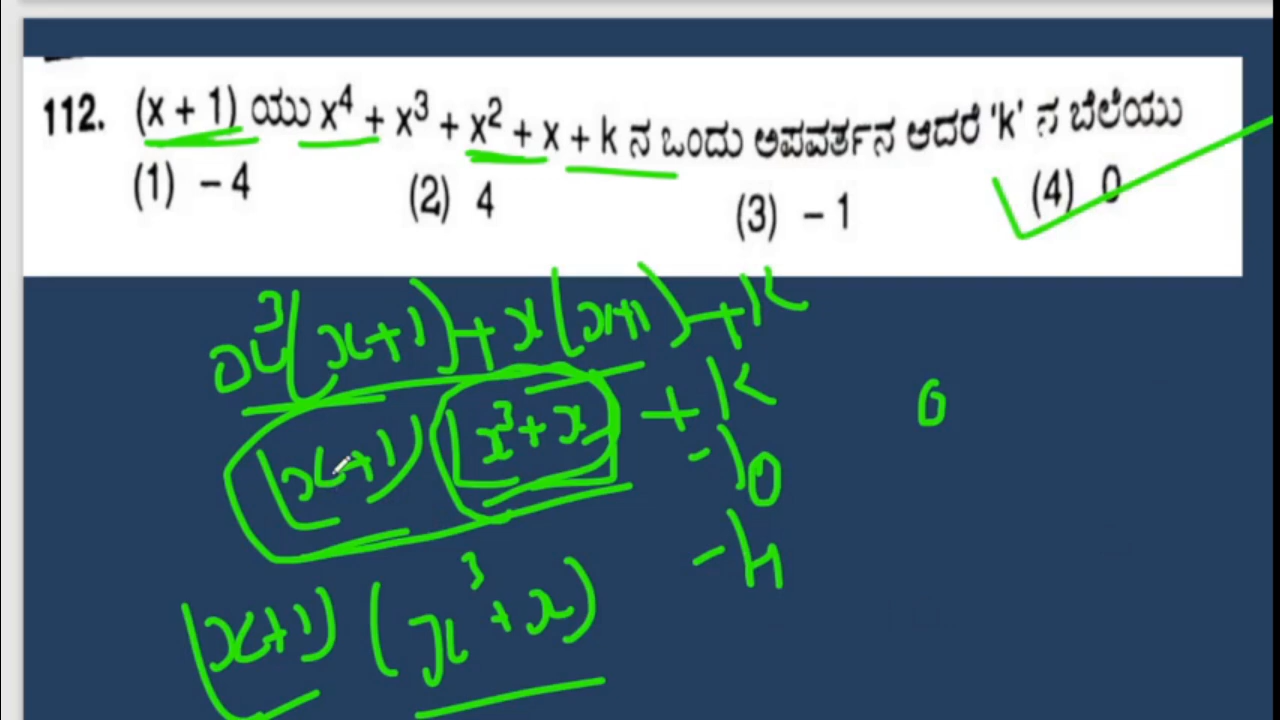 112. (x + 1) ಯು x⁴ + x³ + x² + x + k ನ ಒಂದು ಅಪವರ್ತನ ಆದರೆ 'k' ನ ಬೆಲೆಯು
(1) – 4 (2) 4 (3) – 1 (4) 0
x³(x+1)+x(x+1)+K
(x+1)(x³+x)+K
0
(x+1)(x³+x)